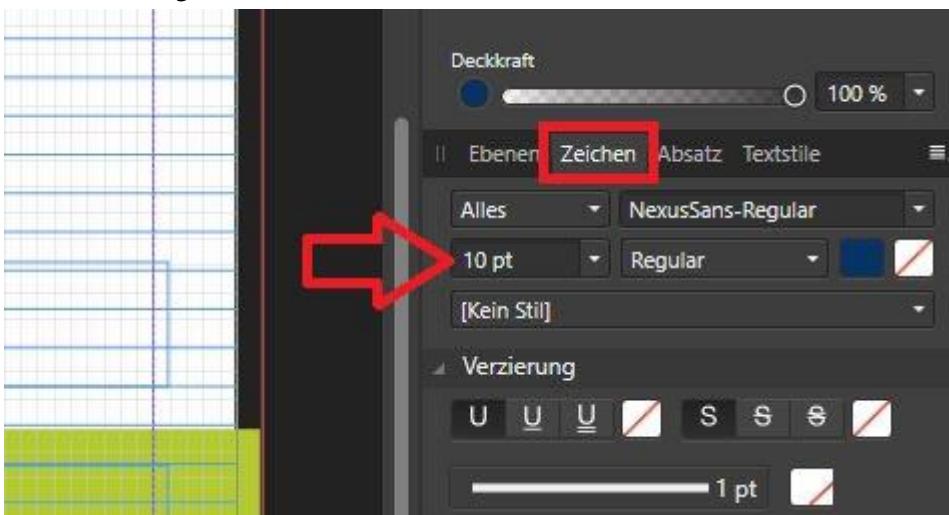 Deckkraft
100 %
Ebenen Zeichen Absatz Textstile
Alles NexusSans-Regular
10 pt Regular
[Kein Stil]
Verzierung
U U U S S S
1 pt